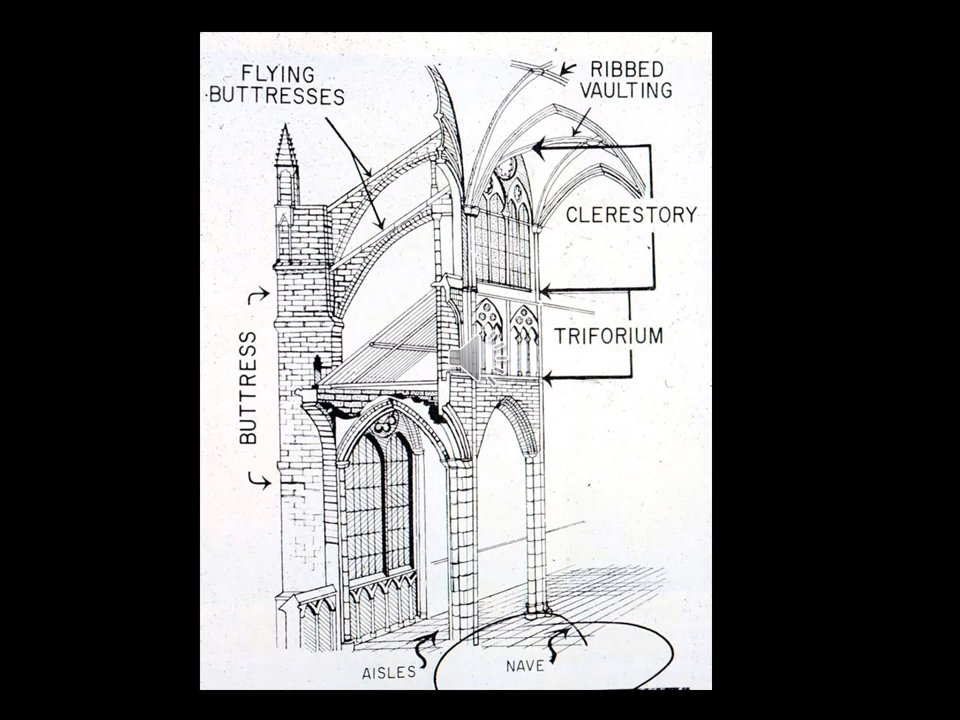 FLYING
BUTTRESSES
RIBBED
VAULTING
CLERESTORY
TRIFORIUM
BUTTRESS
AISLES
NAVE